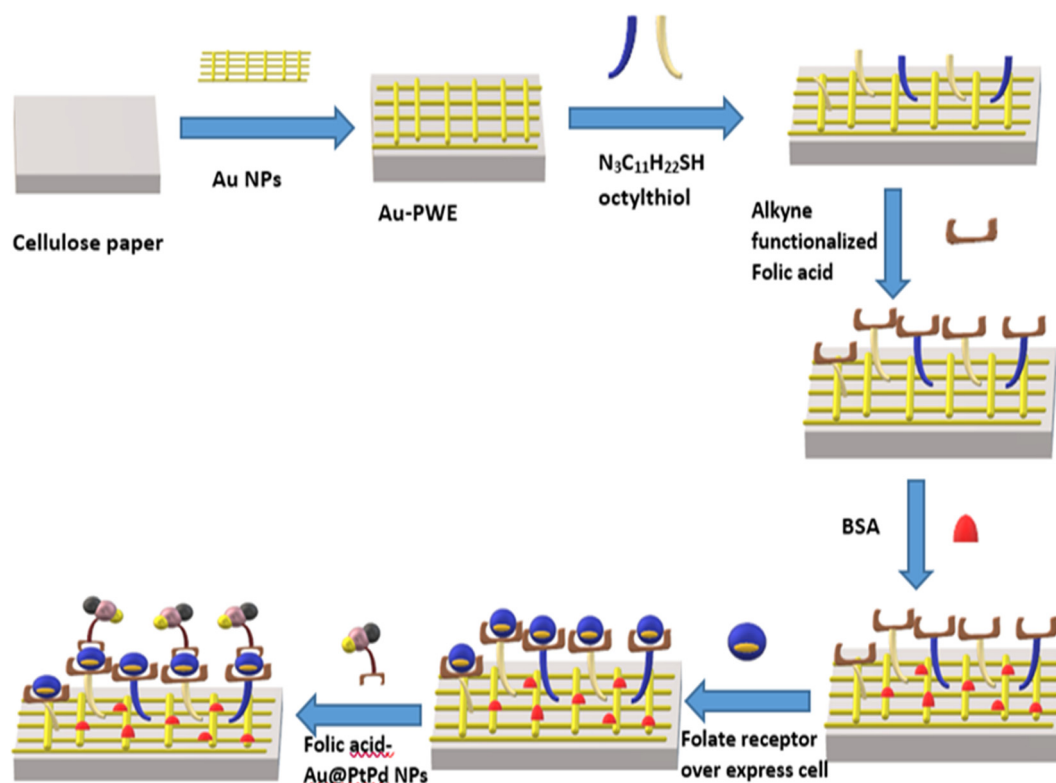 Au NPs
Cellulose paper
Au-PWE
N₃C₁₁H₂₂SH
octylthiol
Alkyne
functionalized
Folic acid
BSA
Folate receptor
over express cell
Folic acid-
Au@PtPd NPs